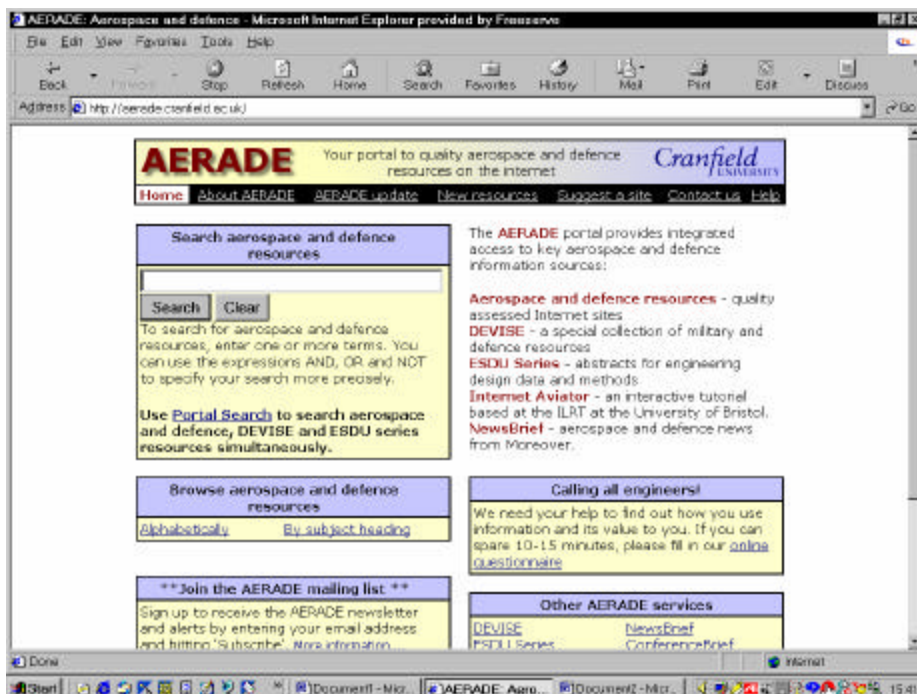 AERADE: Aerospace and defence - Microsoft Internet Explorer provided by Freeserve
File Edit View Favorites Tools Help
Back Forward Stop Refresh Home Search Favorites History Mail Print Edit Discuss
Address http://aerade.cranfield.ac.uk/ Go
AERADE
Your portal to quality aerospace and defence
resources on the internet
Cranfield
UNIVERSITY
Home About AERADE AERADE update New resources Suggest a site Contact us Help
Search aerospace and defence
resources
Search Clear
To search for aerospace and defence
resources, enter one or more terms. You
can use the expressions AND, OR and NOT
to specify your search more precisely.
Use Portal Search to search aerospace
and defence, DEVISE and ESDU series
resources simultaneously.
The AERADE portal provides integrated
access to key aerospace and defence
information sources:
Aerospace and defence resources - quality
assessed Internet sites
DEVISE - a special collection of military and
defence resources
ESDU Series - abstracts for engineering
design data and methods
Internet Aviator - an interactive tutorial
based at the ILRT at the University of Bristol.
NewsBrief - aerospace and defence news
from Moreover.
Browse aerospace and defence
resources
Alphabetically By subject heading
Calling all engineers!
We need your help to find out how you use
information and its value to you. If you can
spare 10-15 minutes, please fill in our online
questionnaire
**Join the AERADE mailing list **
Sign up to receive the AERADE newsletter
and alerts by entering your email address
and hitting 'Subscribe'. More information...
Other AERADE services
DEVISE NewsBrief
ESDU Series ConferenceBrief
Done Internet
Start Document1 - Micr... AERADE: Aero... Document2 - Micr...